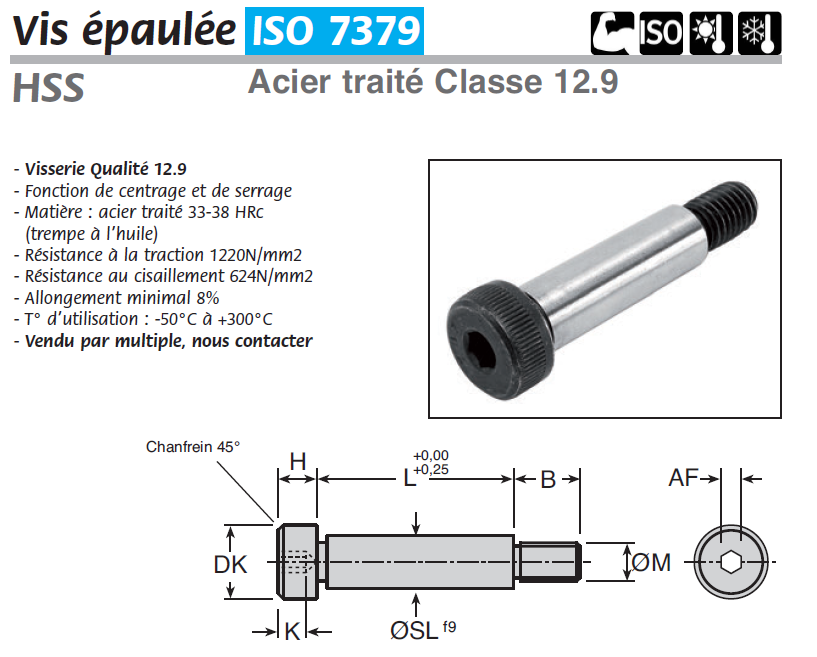 Vis épaulée ISO 7379
ISO
HSS
Acier traité Classe 12.9
- Visserie Qualité 12.9
- Fonction de centrage et de serrage
- Matière : acier traité 33-38 HRc
(trempe à l'huile)
- Résistance à la traction 1220N/mm2
- Résistance au cisaillement 624N/mm2
- Allongement minimal 8%
- T° d'utilisation : -50°C à +300°C
- Vendu par multiple, nous contacter
Chanfrein 45°
H
L +0,00
+0,25
B
AF
DK
ØM
K
ØSL f9